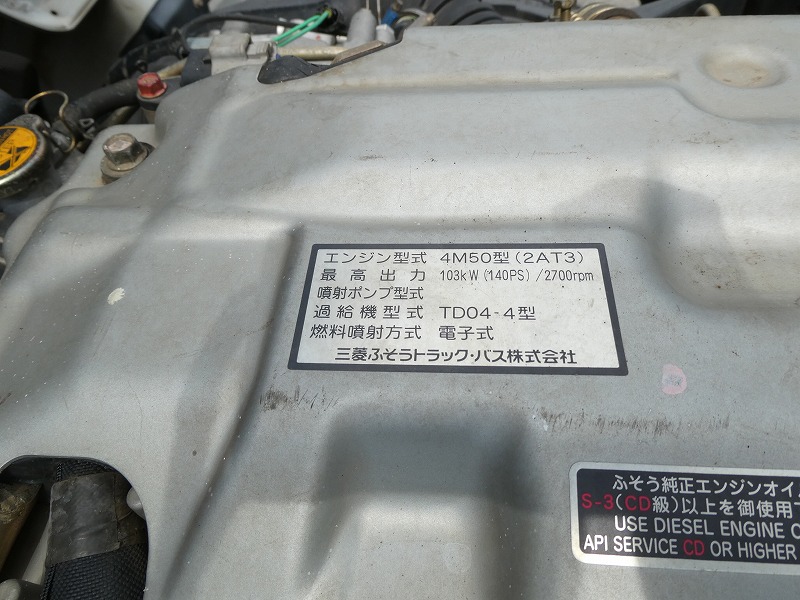 エンジン型式 4M50型(2AT3)
最高出力 103kW(140PS)/2700rpm
噴射ポンプ型式
過給機型式 TD04-4型
燃料噴射方式 電子式
三菱ふそうトラック・バス株式会社
ふそう純正エンジンオイ
S-3(CD級)以上を御使用
USE DIESEL ENGINE
API SERVICE CD OR HIGHER